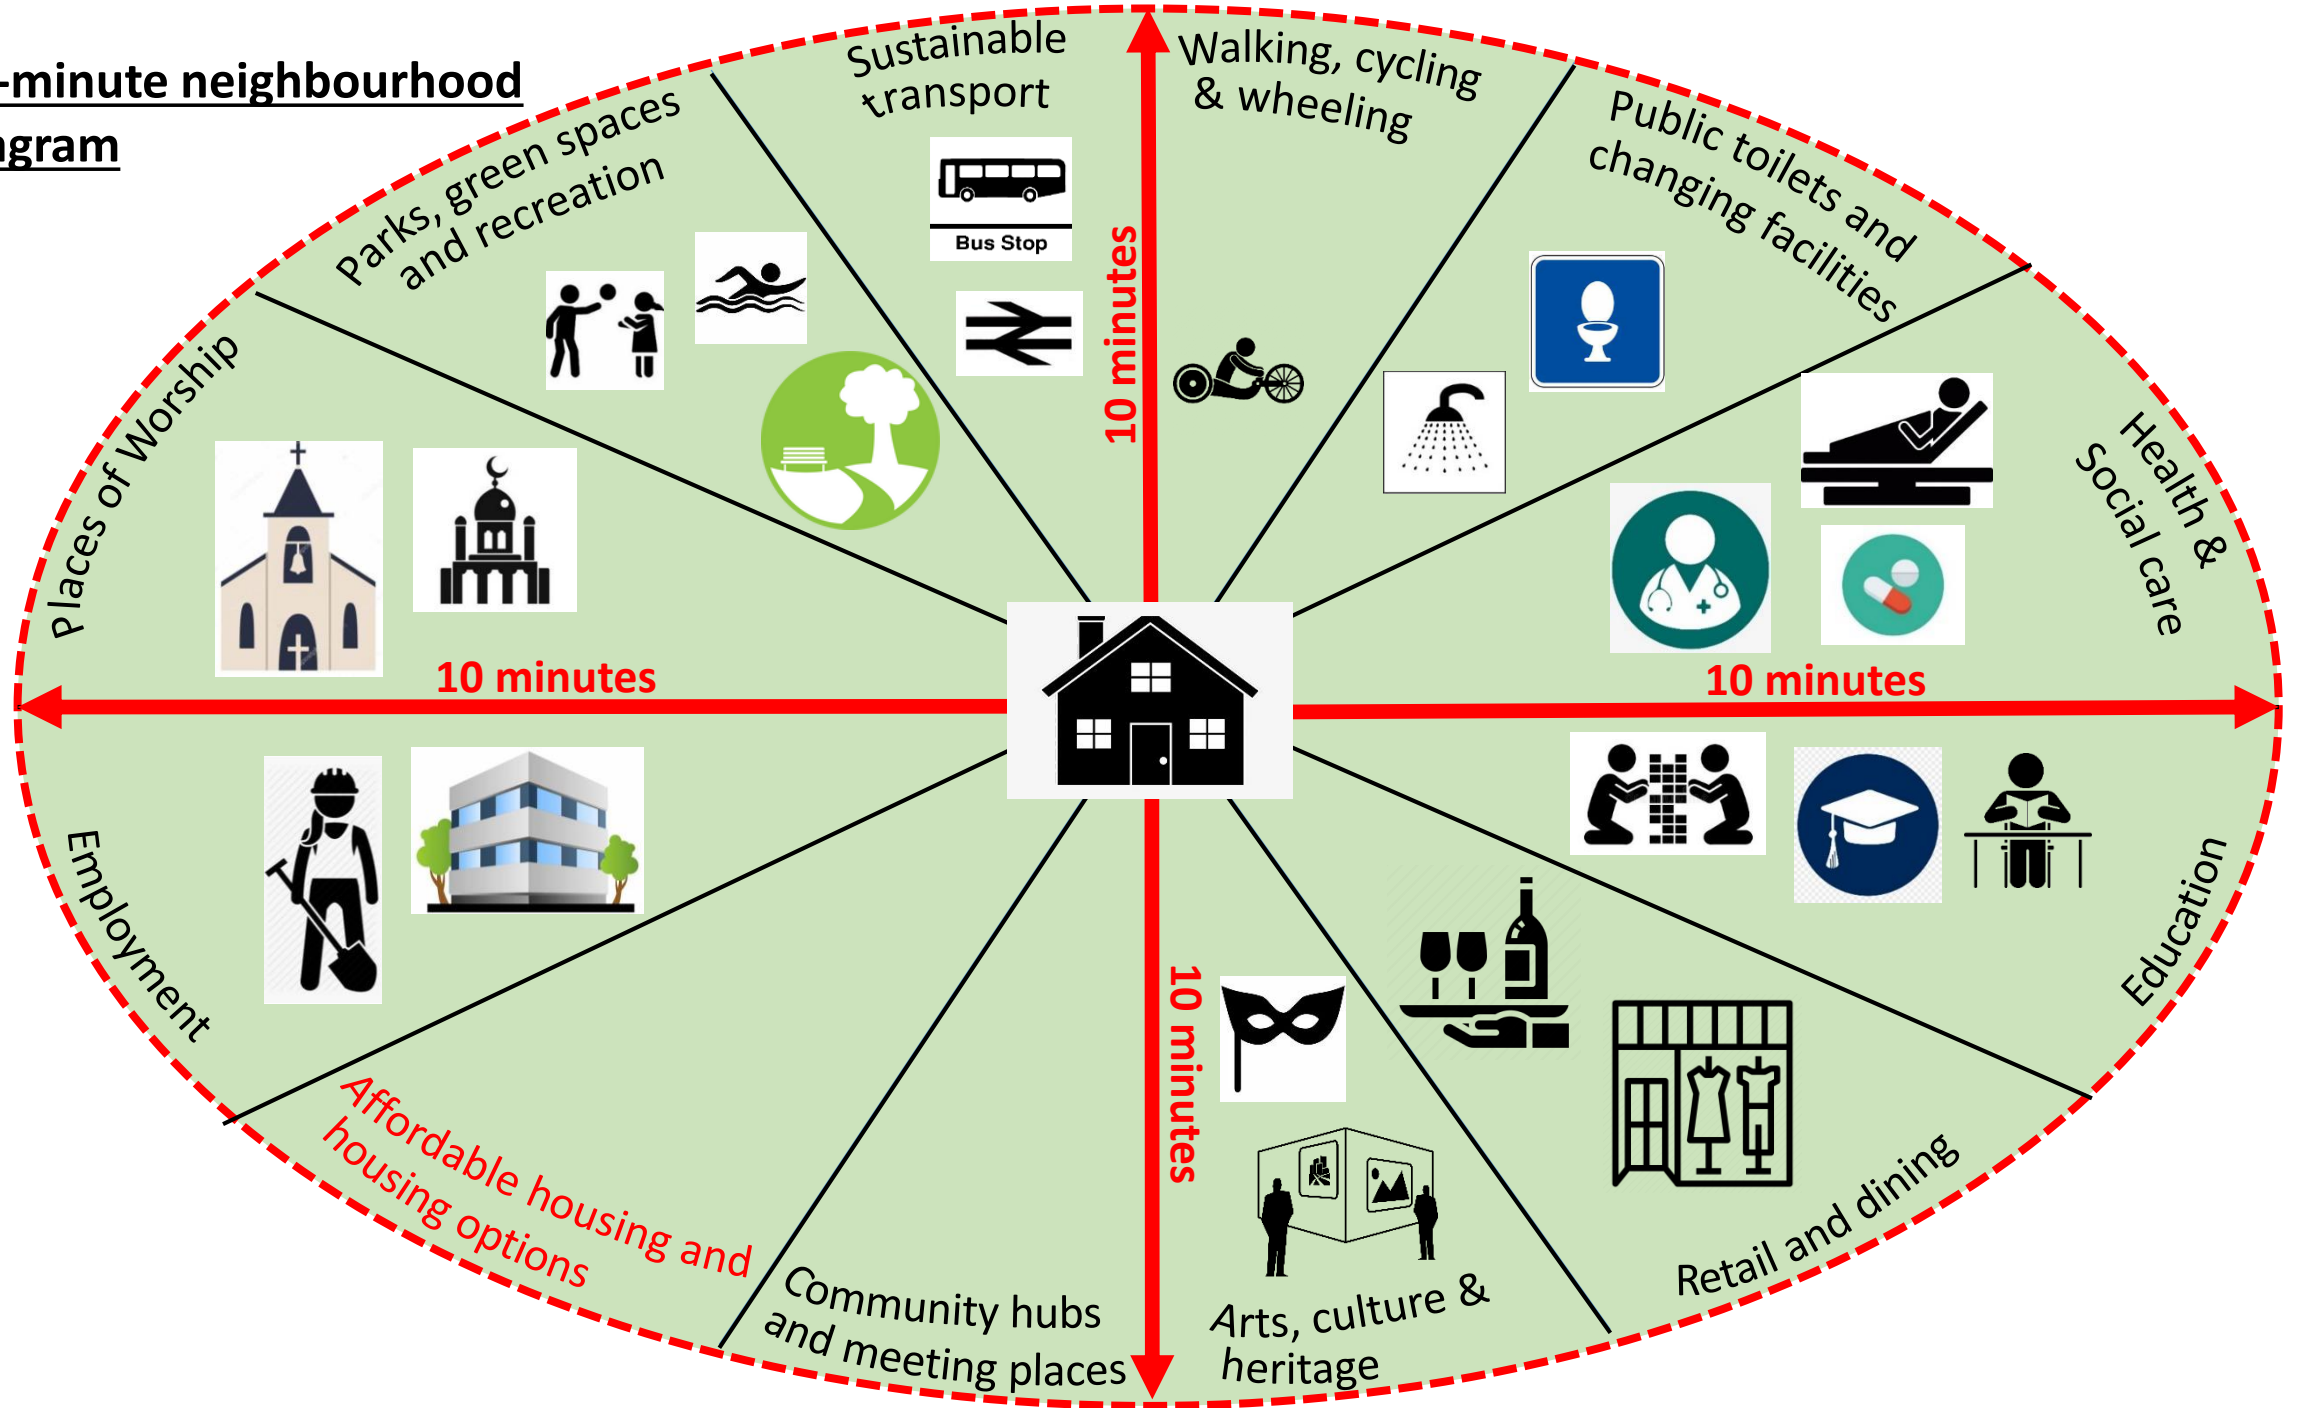 -minute neighbourhood
agram
Sustainable
transport
Walking, cycling
& wheeling
Public toilets and
changing facilities
Health &
Social care
Education
Retail and dining
Arts, culture &
heritage
Community hubs
and meeting places
Affordable housing and
housing options
Employment
Places of Worship
Parks, green spaces
and recreation
Bus Stop
10 minutes
10 minutes
10 minutes
10 minutes